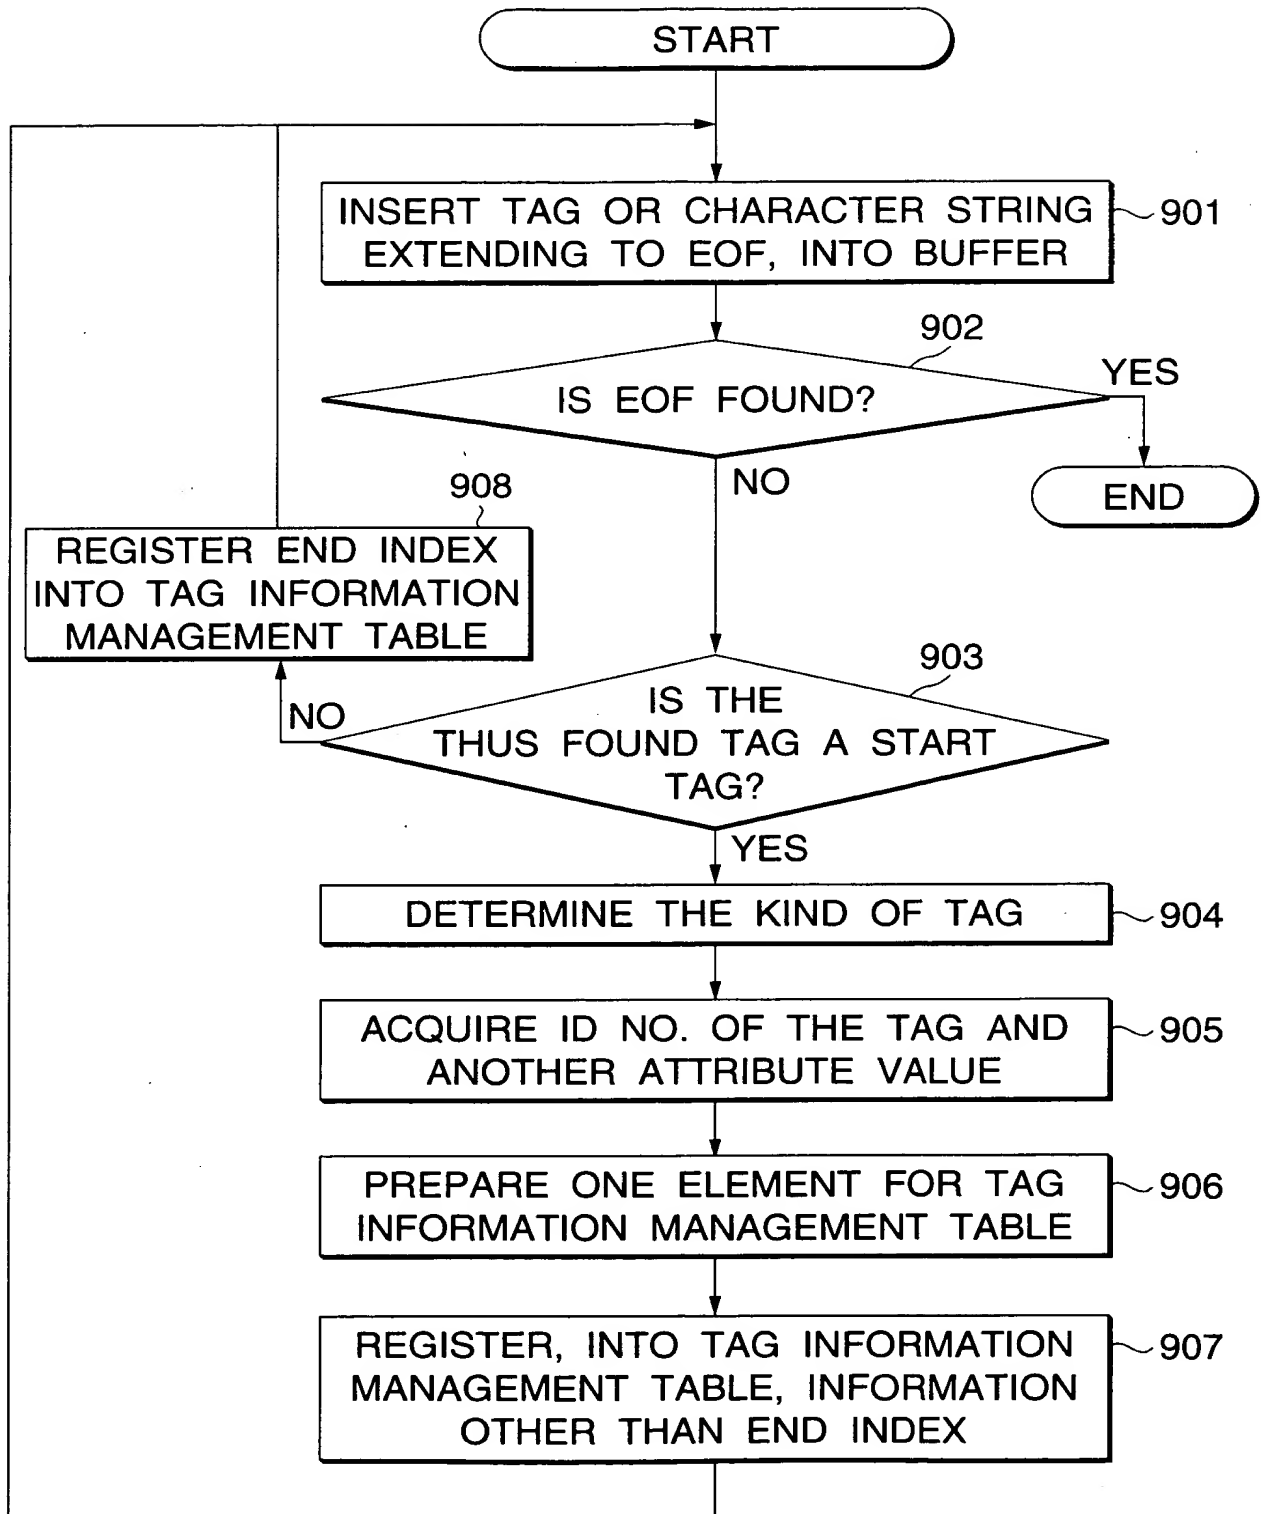 START
INSERT TAG OR CHARACTER STRING
EXTENDING TO EOF, INTO BUFFER
901
902
IS EOF FOUND?
YES
NO
END
908
REGISTER END INDEX
INTO TAG INFORMATION
MANAGEMENT TABLE
903
IS THE
THUS FOUND TAG A START
TAG?
NO
YES
DETERMINE THE KIND OF TAG
904
ACQUIRE ID NO. OF THE TAG AND
ANOTHER ATTRIBUTE VALUE
905
PREPARE ONE ELEMENT FOR TAG
INFORMATION MANAGEMENT TABLE
906
REGISTER, INTO TAG INFORMATION
MANAGEMENT TABLE, INFORMATION
OTHER THAN END INDEX
907